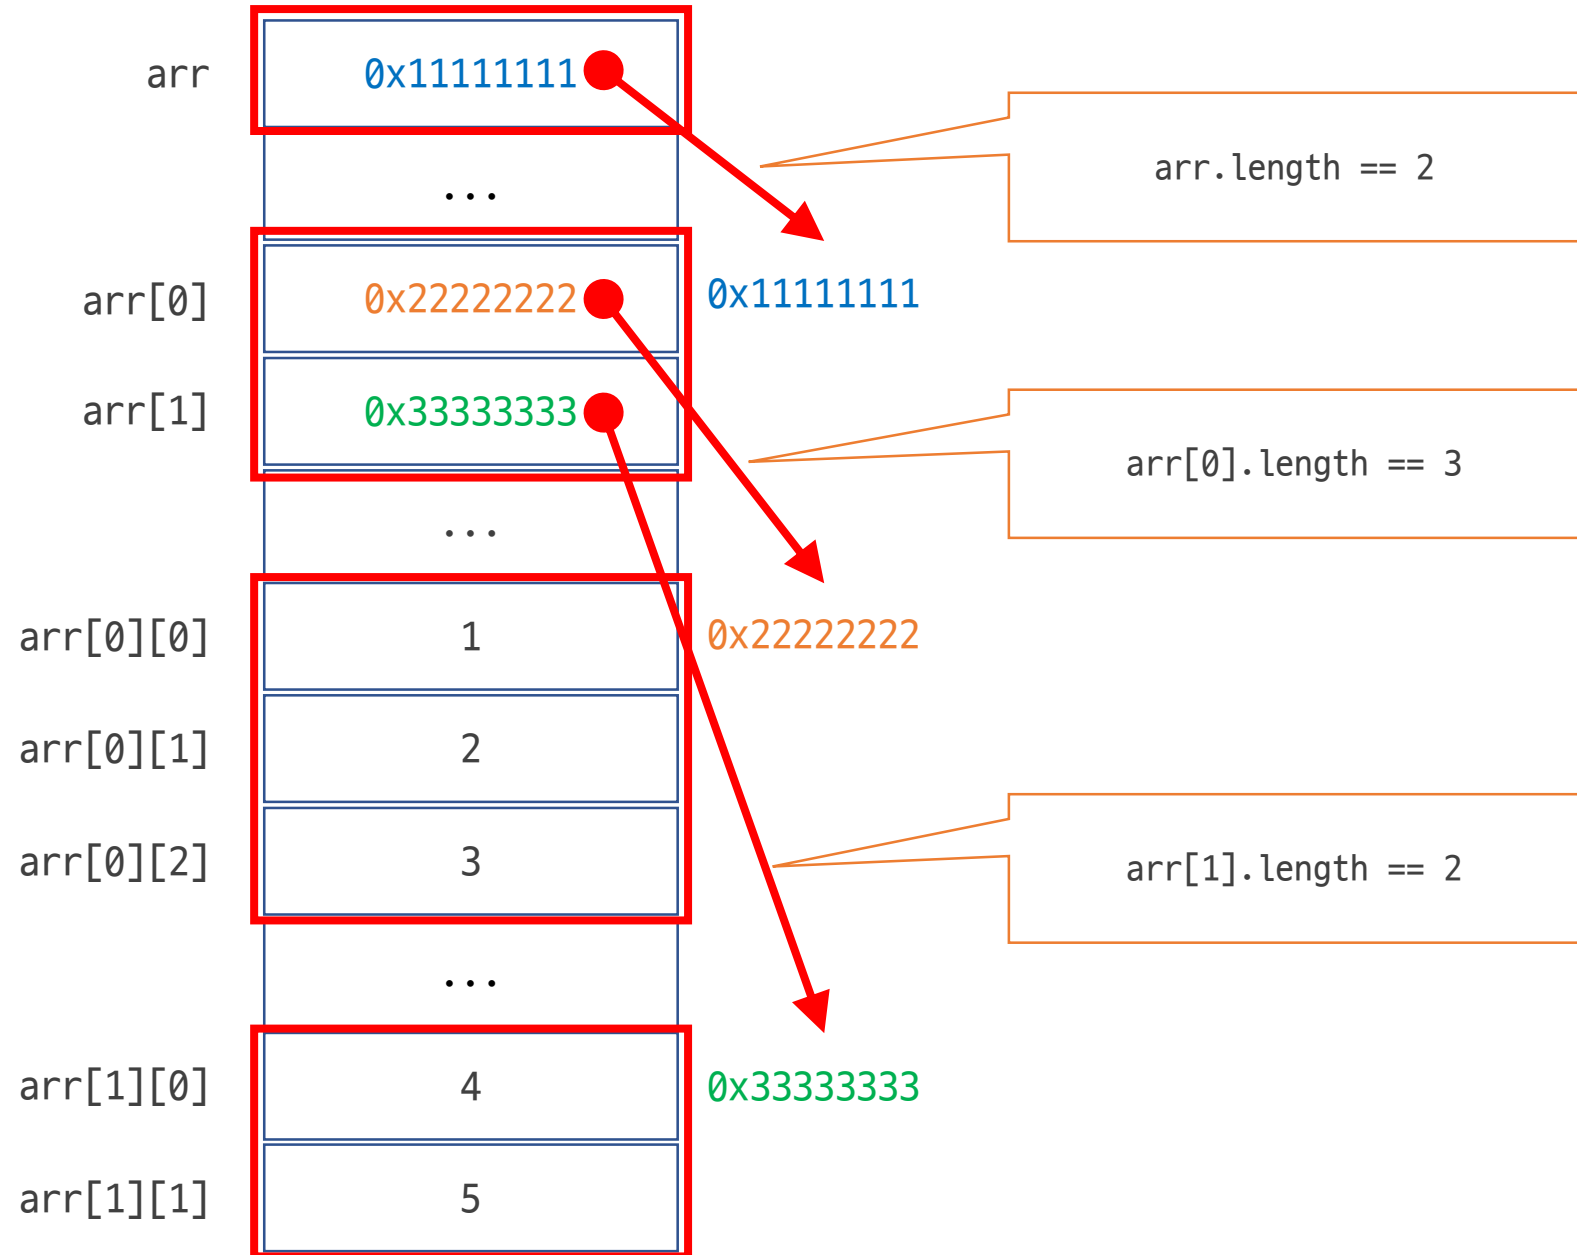 arr 0x11111111
arr.length == 2
...
arr[0] 0x22222222 0x11111111
arr[1] 0x33333333
arr[0].length == 3
...
arr[0][0] 1 0x22222222
arr[0][1] 2
arr[0][2] 3
arr[1].length == 2
...
arr[1][0] 4 0x33333333
arr[1][1] 5